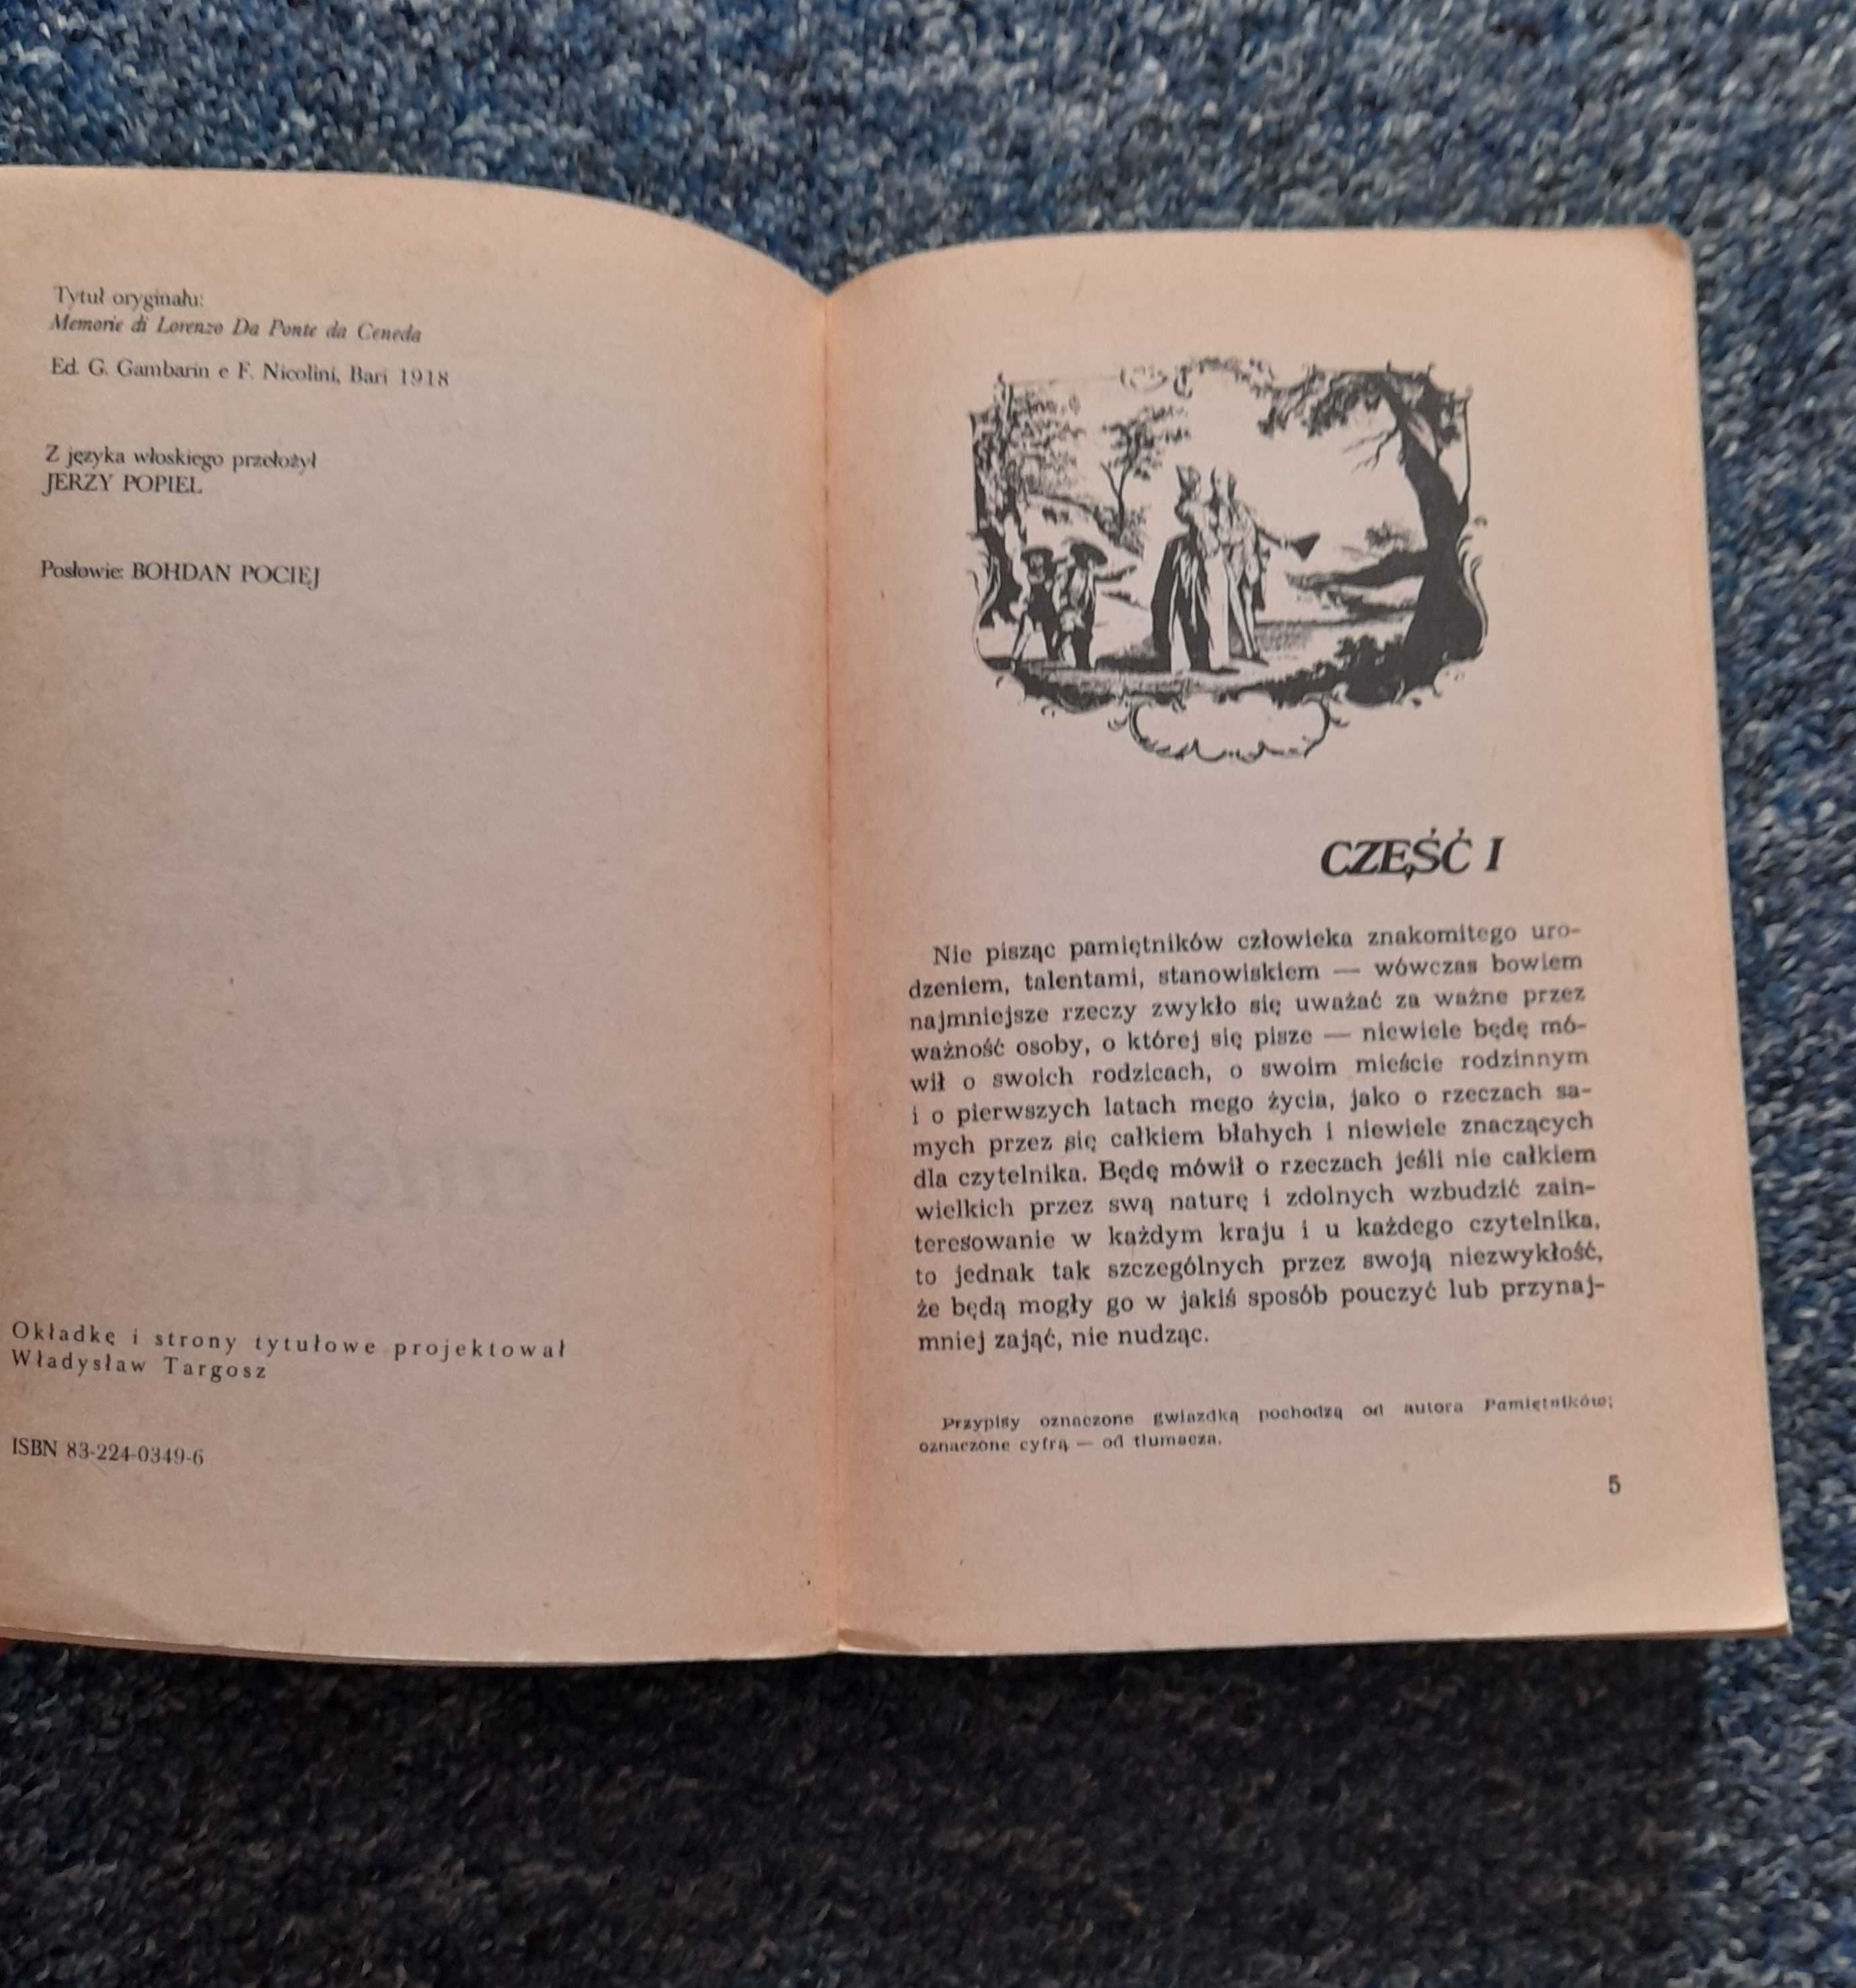 Tytuł oryginału:
Memorie di Lorenzo Da Ponte da Ceneda
Ed. G. Gambarin e F. Nicolini, Bari 1918
Z języka włoskiego przełożył
JERZY POPIEL
Posłowie: BOHDAN POCIEJ
Okładkę i strony tytułowe projektował
Władysław Targosz
ISBN 83-224-0349-6
CZĘŚĆ I
Nie pisząc pamiętników człowieka znakomitego uro-
dzeniem, talentami, stanowiskiem — wówczas bowiem
najmniejsze rzeczy zwykło się uważać za ważne przez
ważność osoby, o której się pisze — niewiele będę mó-
wił o swoich rodzicach, o swoim mieście rodzinnym
i o pierwszych latach mego życia, jako o rzeczach sa-
mych przez się całkiem błahych i niewiele znaczących
dla czytelnika. Będę mówił o rzeczach jeśli nie całkiem
wielkich przez swą naturę i zdolnych wzbudzić zain-
teresowanie w każdym kraju i u każdego czytelnika,
to jednak tak szczególnych przez swoją niezwykłość,
że będą mogły go w jakiś sposób pouczyć lub przynaj-
mniej zająć, nie nudząc.
Przypisy oznaczone gwiazdką pochodzą od autora Pamiętników;
oznaczone cyfrą — od tłumacza.
5